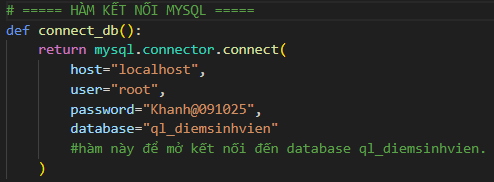 # ===== HÀM KẾT NỐI MYSQL =====
def connect_db():
    return mysql.connector.connect(
        host="localhost",
        user="root",
        password="Khanh@091025",
        database="ql_diemsinhvien"
        #hàm này để mở kết nối đến database ql_diemsinhvien.
    )